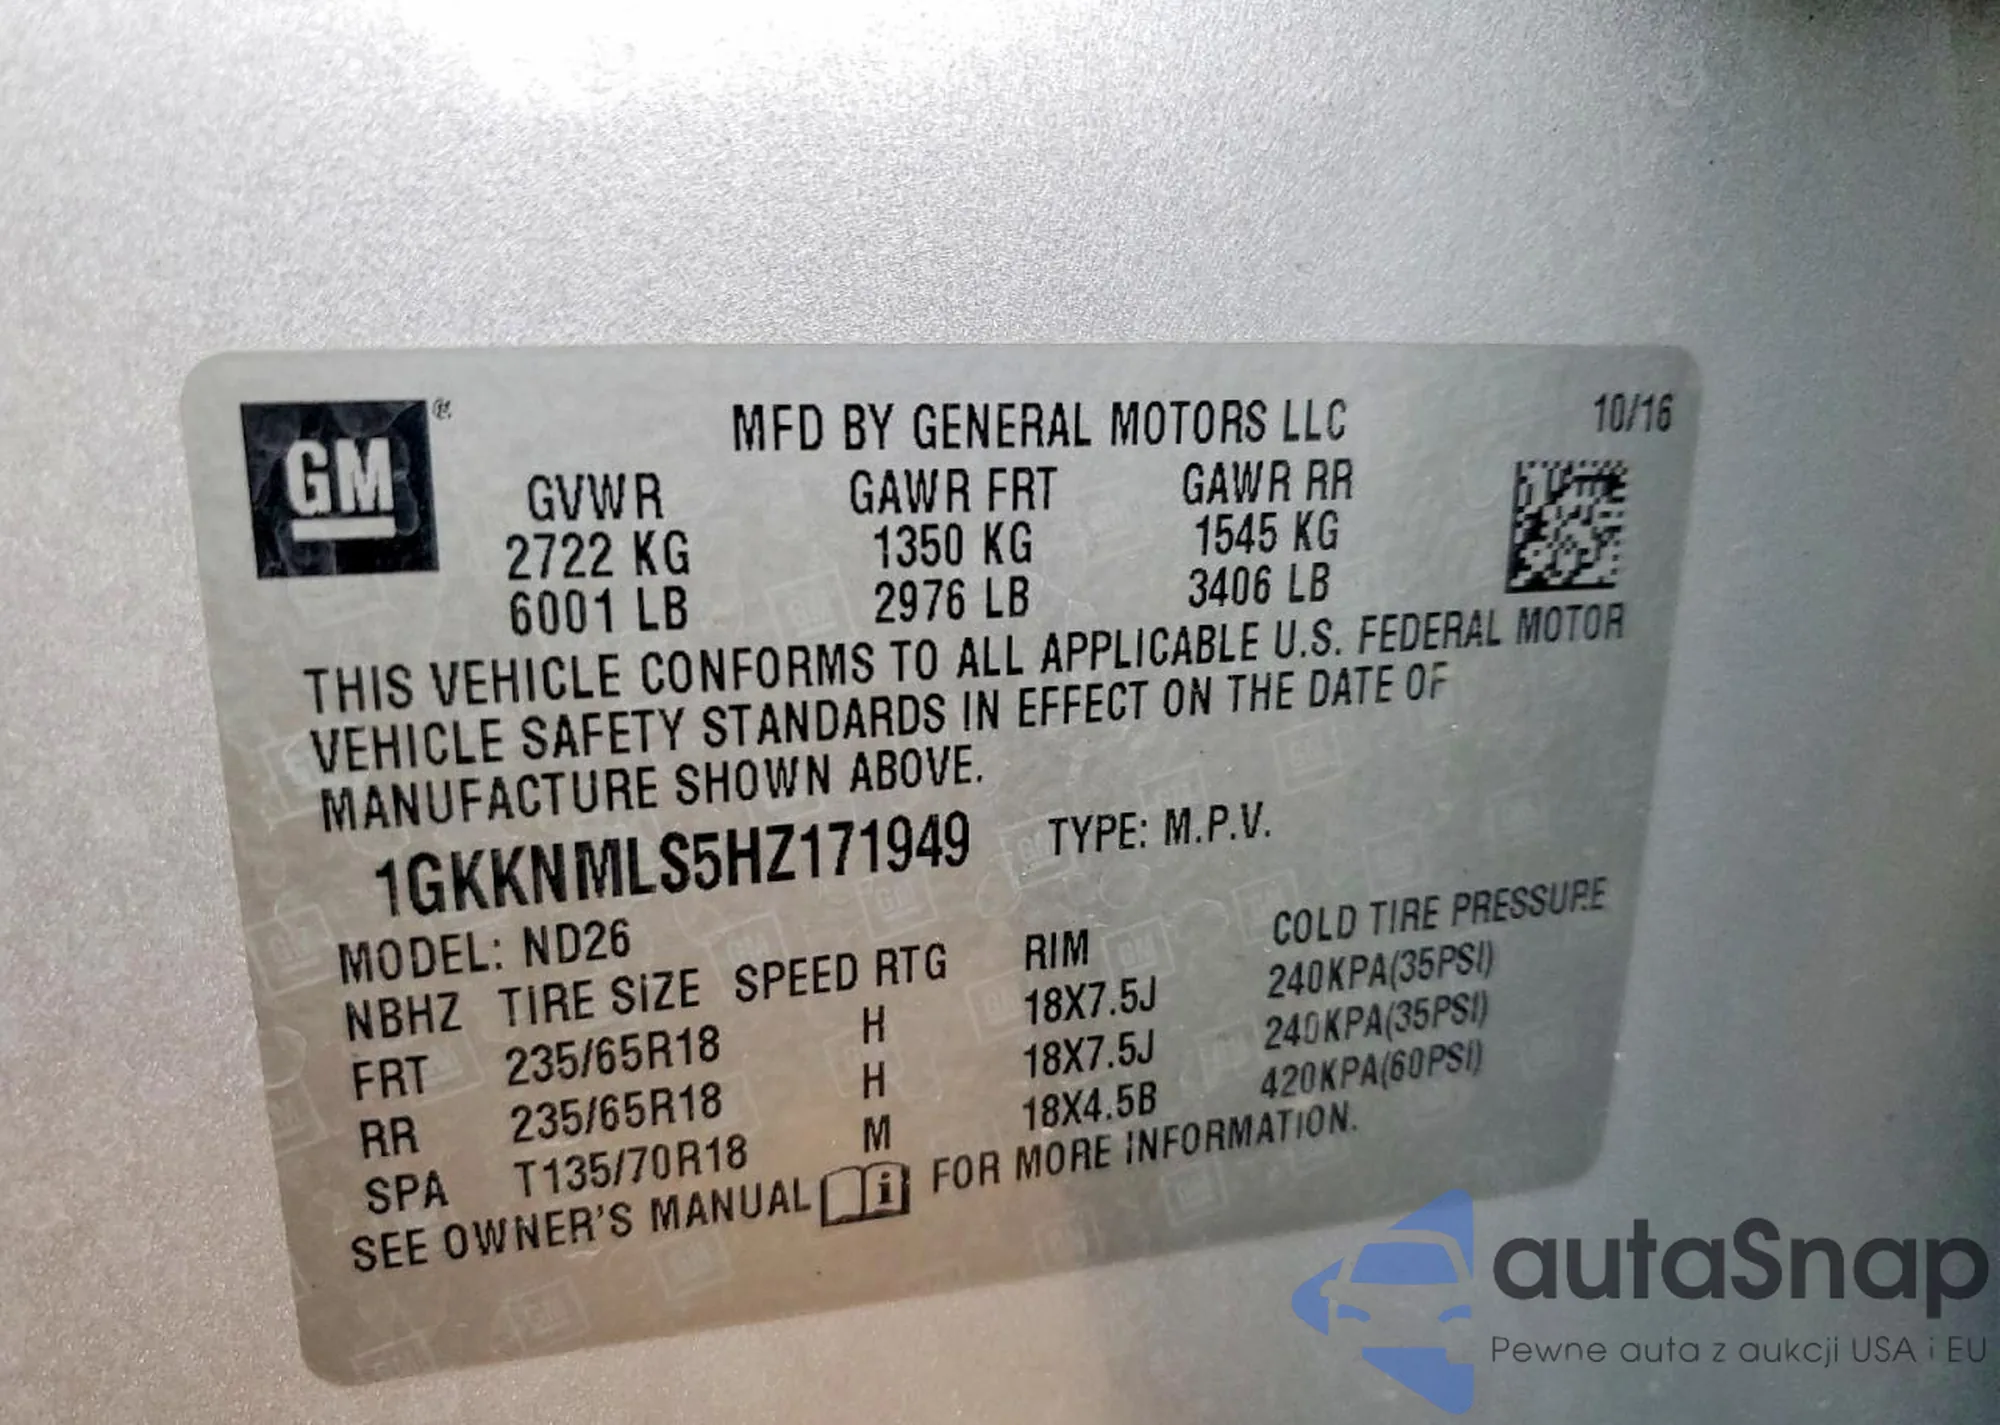 GM®
MFD BY GENERAL MOTORS LLC 10/16
GVWR GAWR FRT GAWR RR
2722 KG 1350 KG 1545 KG
6001 LB 2976 LB 3406 LB
THIS VEHICLE CONFORMS TO ALL APPLICABLE U.S. FEDERAL MOTOR
VEHICLE SAFETY STANDARDS IN EFFECT ON THE DATE OF
MANUFACTURE SHOWN ABOVE.
1GKKNMLS5HZ171949 TYPE: M.P.V.
MODEL: ND26
NBHZ TIRE SIZE SPEED RTG RIM COLD TIRE PRESSURE
FRT 235/65R18 H 18X7.5J 240KPA(35PSI)
RR 235/65R18 H 18X7.5J 240KPA(35PSI)
SPA T135/70R18 M 18X4.5B 420KPA(60PSI)
SEE OWNER'S MANUAL i FOR MORE INFORMATION.
autaSnap
Pewne auta z aukcji USA i EU